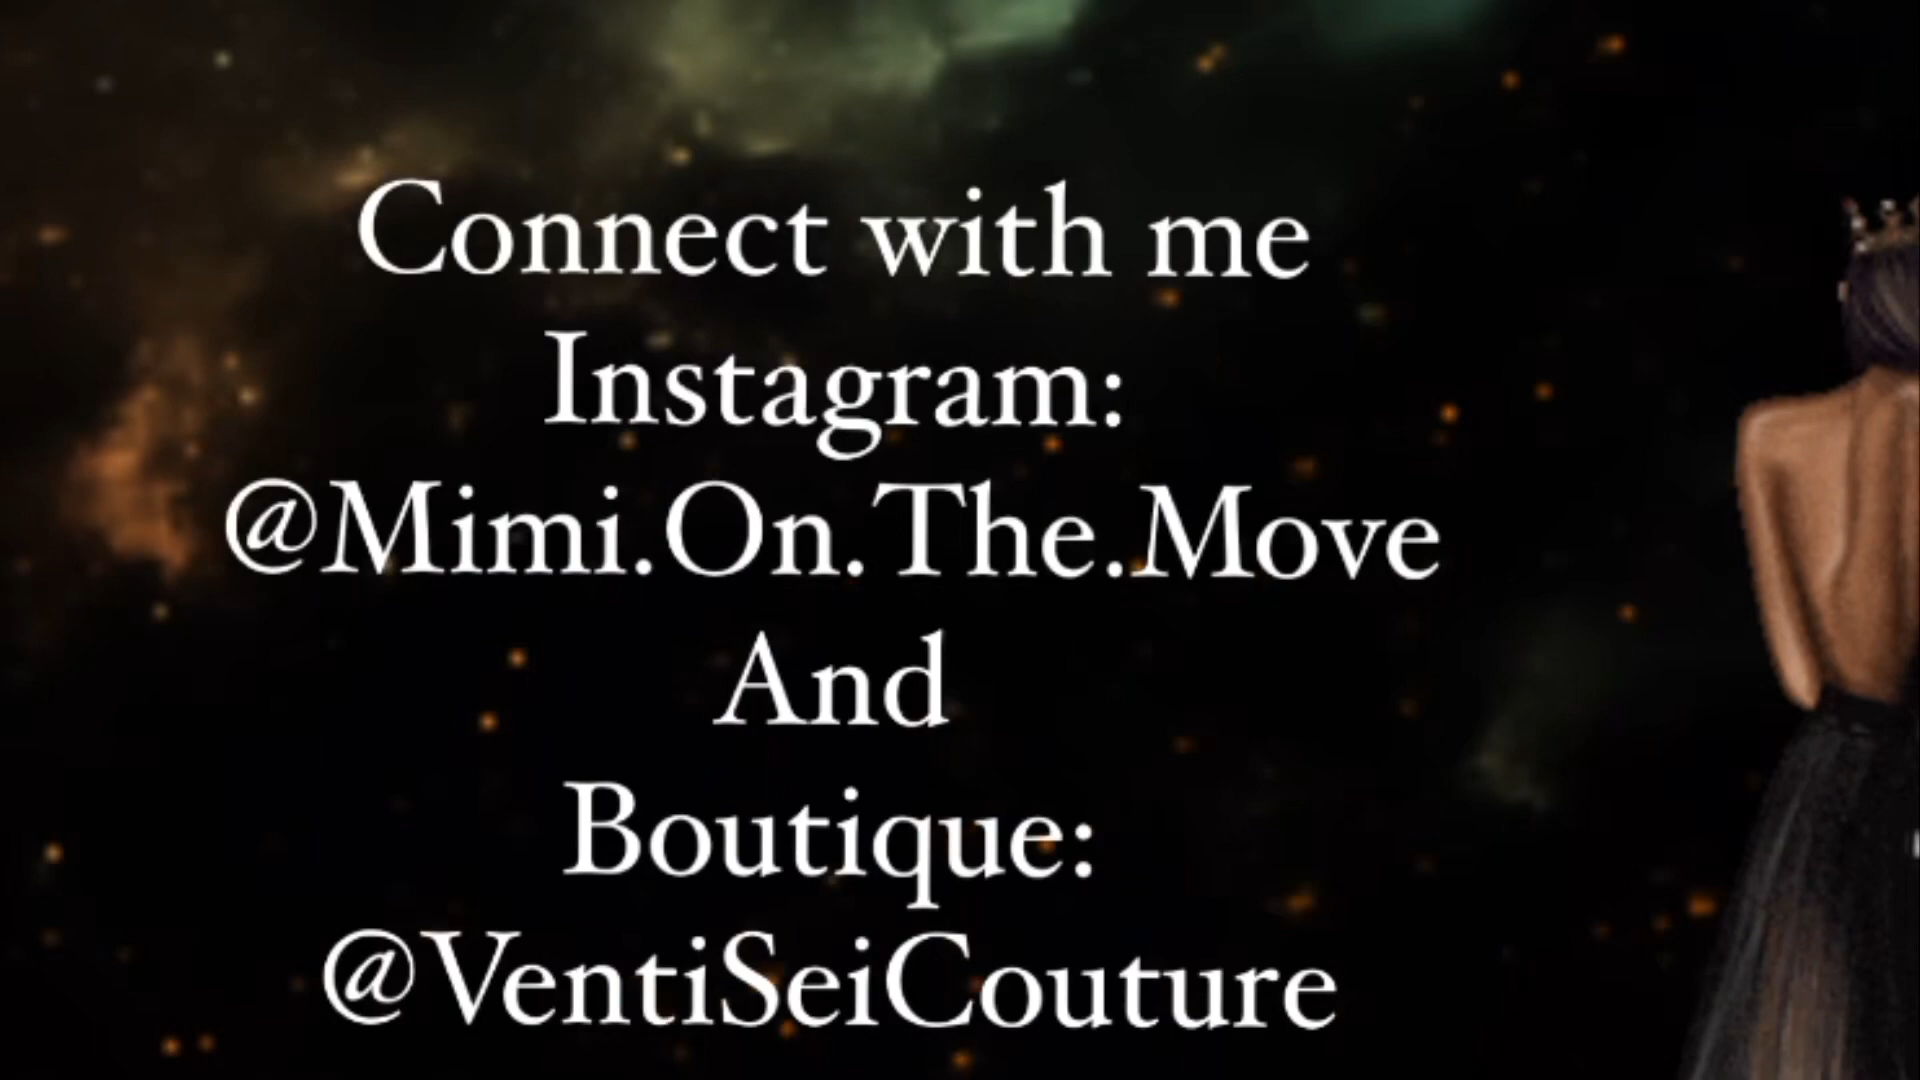 Connect with me
Instagram:
@Mimi.On.The.Move
And
Boutique:
@VentiSeiCouture